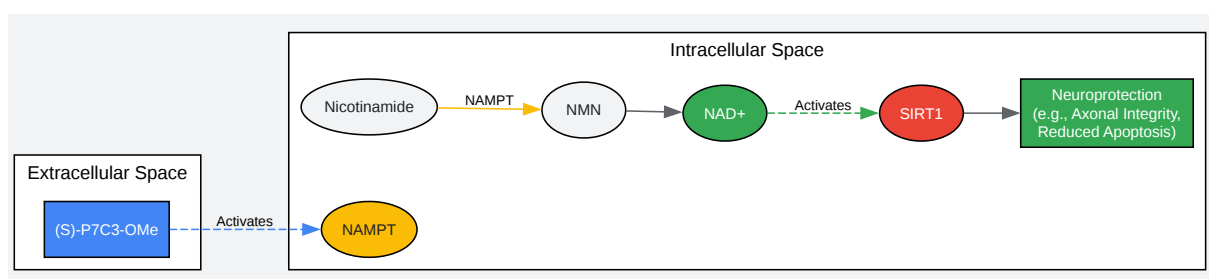 Intracellular Space
Nicotinamide
NAMPT
NMN
NAD+
Activates
SIRT1
Neuroprotection
(e.g., Axonal Integrity,
Reduced Apoptosis)
Extracellular Space
(S)-P7C3-OMe
Activates
NAMPT